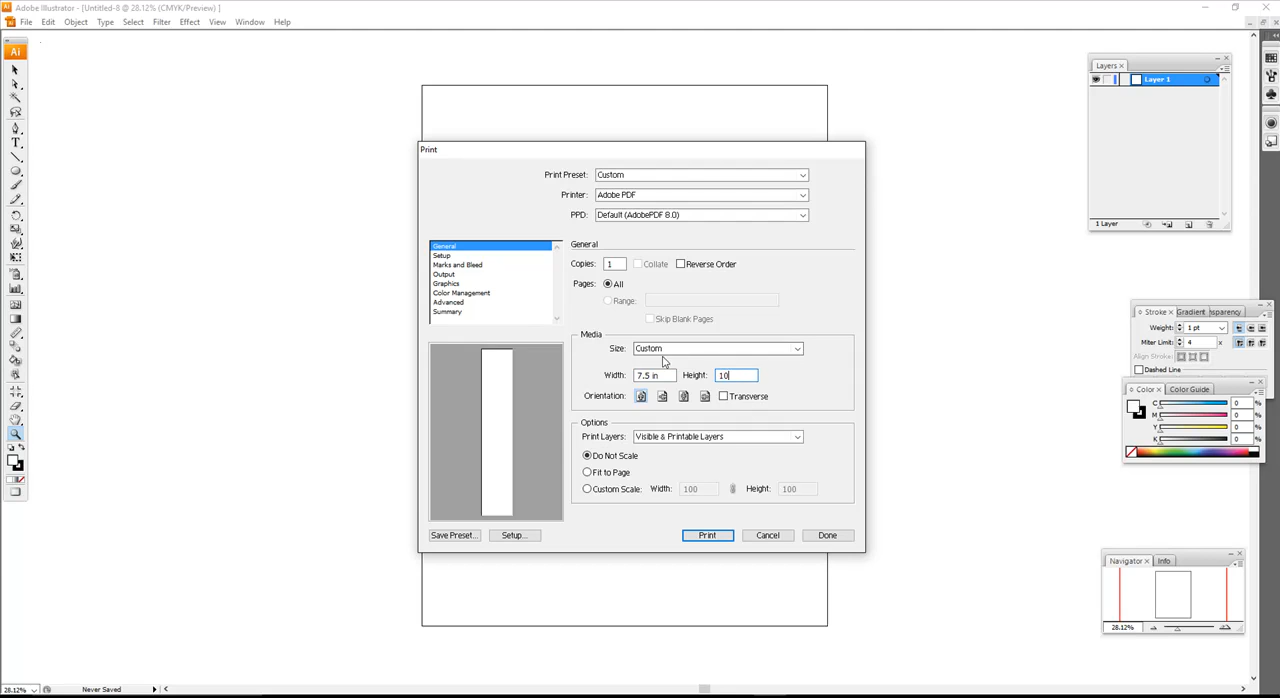 Adobe Illustrator - [Untitled-8 @ 28.12% (CMYK/Preview) ]
File Edit Object Type Select Filter Effect View Window Help
Ai
T
Print
Print Preset: Custom
Printer: Adobe PDF
PPD: Default (AdobePDF 8.0)
General
Setup
Marks and Bleed
Output
Graphics
Color Management
Advanced
Summary
General
Copies: 1 Collate Reverse Order
Pages: All
Range:
Skip Blank Pages
Media
Size: Custom
Width: 7.5 in Height: 10
Orientation: Transverse
Options
Print Layers: Visible & Printable Layers
Do Not Scale
Fit to Page
Custom Scale: Width: 100 Height: 100
Save Preset... Setup... Print Cancel Done
Layers x
Layer 1
1 Layer
Stroke x Gradient sparency
Weight: 1 pt
Miter Limit: 4 x
Align Stroke:
Dashed Line
Color x Color Guide
C 0 %
M 0 %
Y 0 %
K 0 %
Navigator x Info
28.12%
28.12% Never Saved